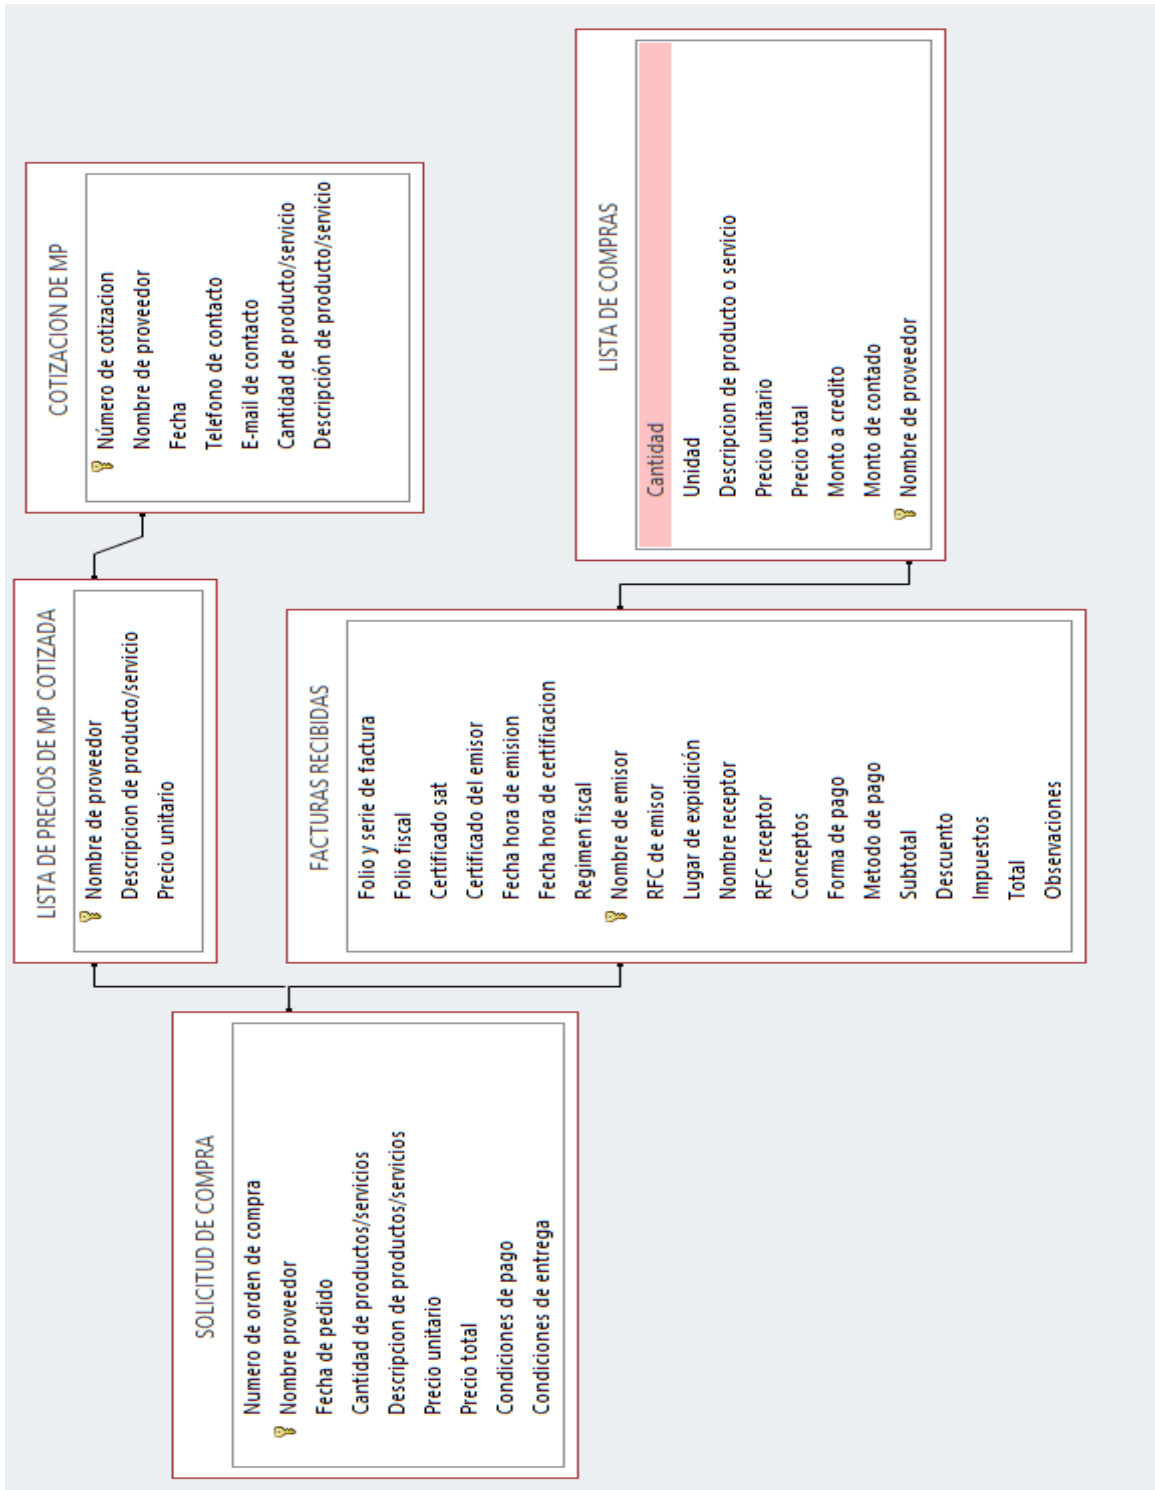 SOLICITUD DE COMPRA
Numero de orden de compra
Nombre proveedor
Fecha de pedido
Cantidad de productos/servicios
Descripcion de productos/servicios
Precio unitario
Precio total
Condiciones de pago
Condiciones de entrega
LISTA DE PRECIOS DE MP COTIZADA
Nombre de proveedor
Descripcion de producto/servicio
Precio unitario
FACTURAS RECIBIDAS
Folio y serie de factura
Folio fiscal
Certificado sat
Certificado del emisor
Fecha hora de emision
Fecha hora de certificacion
Regimen fiscal
Nombre de emisor
RFC de emisor
Lugar de expidición
Nombre receptor
RFC receptor
Conceptos
Forma de pago
Metodo de pago
Subtotal
Descuento
Impuestos
Total
Observaciones
COTIZACION DE MP
Número de cotizacion
Nombre de proveedor
Fecha
Telefono de contacto
E-mail de contacto
Cantidad de producto/servicio
Descripción de producto/servicio
LISTA DE COMPRAS
Cantidad
Unidad
Descripcion de producto o servicio
Precio unitario
Precio total
Monto a credito
Monto de contado
Nombre de proveedor